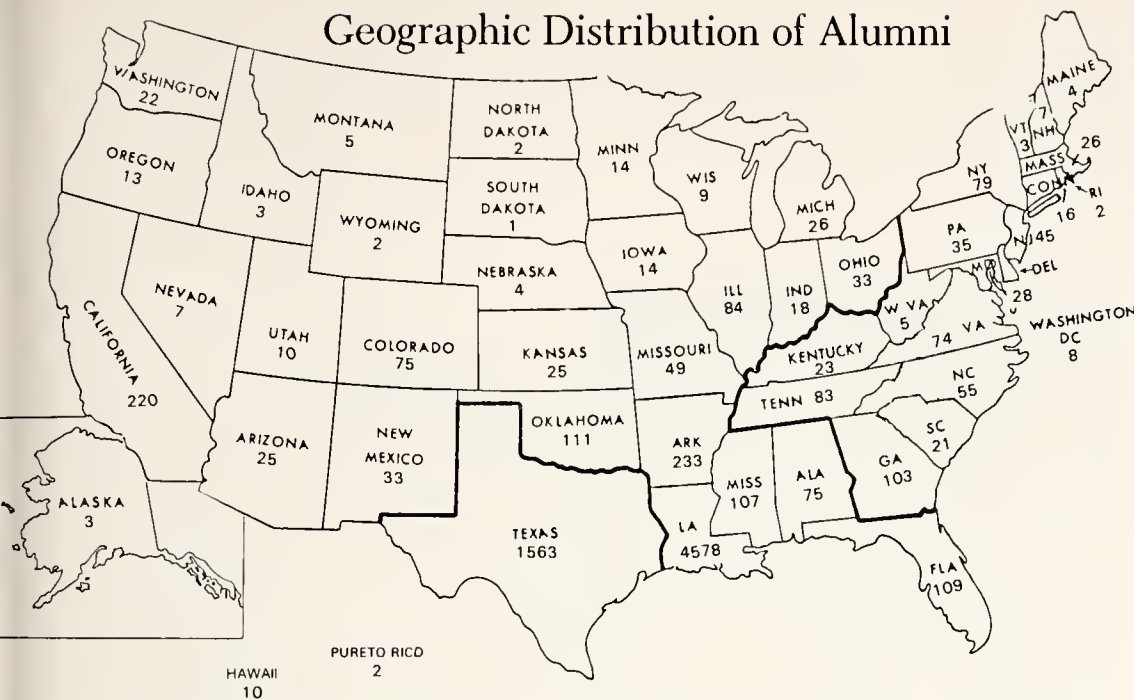 Geographic Distribution of Alumni
WASHINGTON
22
OREGON
13
CALIFORNIA
220
NEVADA
7
IDAHO
3
MONTANA
5
WYOMING
2
UTAH
10
COLORADO
75
ARIZONA
25
NEW
MEXICO
33
NORTH
DAKOTA
2
SOUTH
DAKOTA
1
NEBRASKA
4
KANSAS
25
OKLAHOMA
111
TEXAS
1563
MINN
14
IOWA
14
MISSOURI
49
ARK
233
LA
4578
WIS
9
ILL
84
MICH
26
IND
18
OHIO
33
KENTUCKY
23
TENN 83
MISS
107
ALA
75
GA
103
FLA
109
SC
21
NC
55
74 VA
W VA
5
PA
35
NY
79
VT
3
7
NH
MAINE
4
MASS
26
CON
16
RI
2
NJ 45
DEL
MD
28
WASHINGTON
DC
8
ALASKA
3
HAWAII
10
PURETO RICO
2